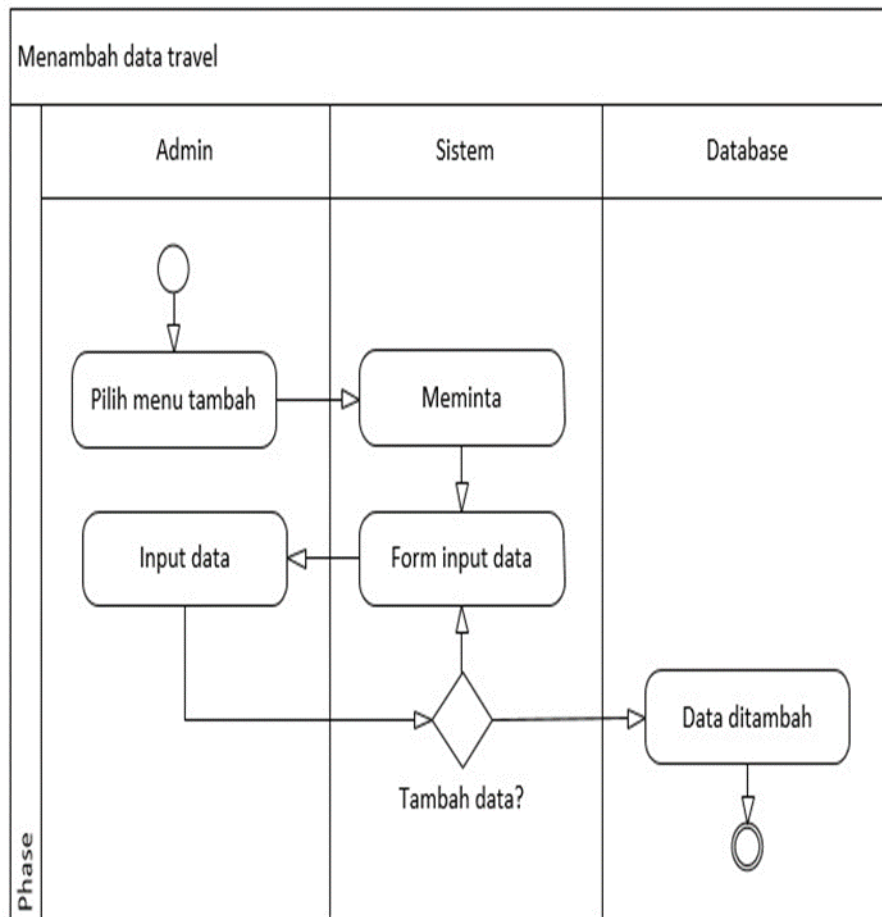 Menambah data travel
Admin
Sistem
Database
Pilih menu tambah
Meminta
Input data
Form input data
Data ditambah
Tambah data?
Phase